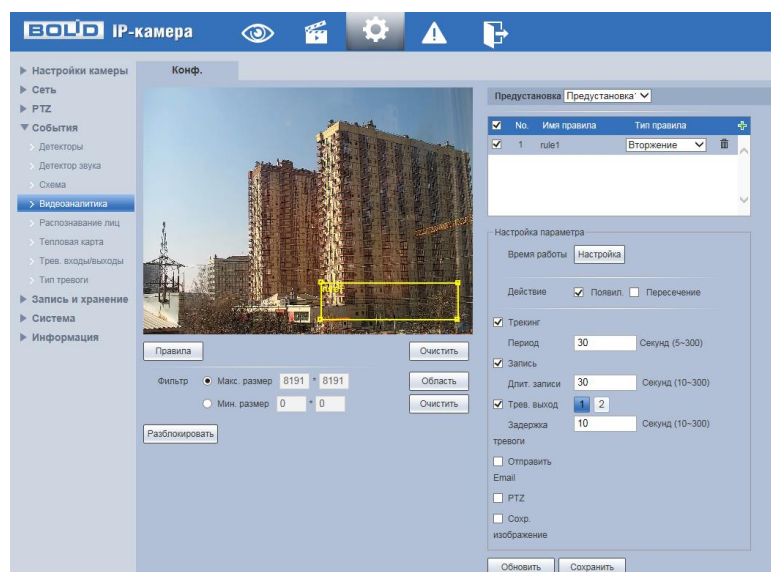 BOLID IP-камера
Настройки камеры
Сеть
PTZ
События
Детекторы
Детектор звука
Схема
Видеоаналитика
Распознавание лиц
Тепловая карта
Трев. входы/выходы
Тип тревоги
Запись и хранение
Система
Информация
Конф.
rule1
Правила
Очистить
Фильтр Макс. размер 8191 * 8191 Область
Мин. размер 0 * 0 Очистить
Разблокировать
Предустановка Предустановка1
No. Имя правила Тип правила
1 rule1 Вторжение
Настройка параметра
Время работы Настройка
Действие Появил. Пересечение
Трекинг
Период 30 Секунд (5~300)
Запись
Длит. записи 30 Секунд (10~300)
Трев. выход 1 2
Задержка 10 Секунд (10~300)
тревоги
Отправить
Email
PTZ
Сохр.
изображение
Обновить Сохранить